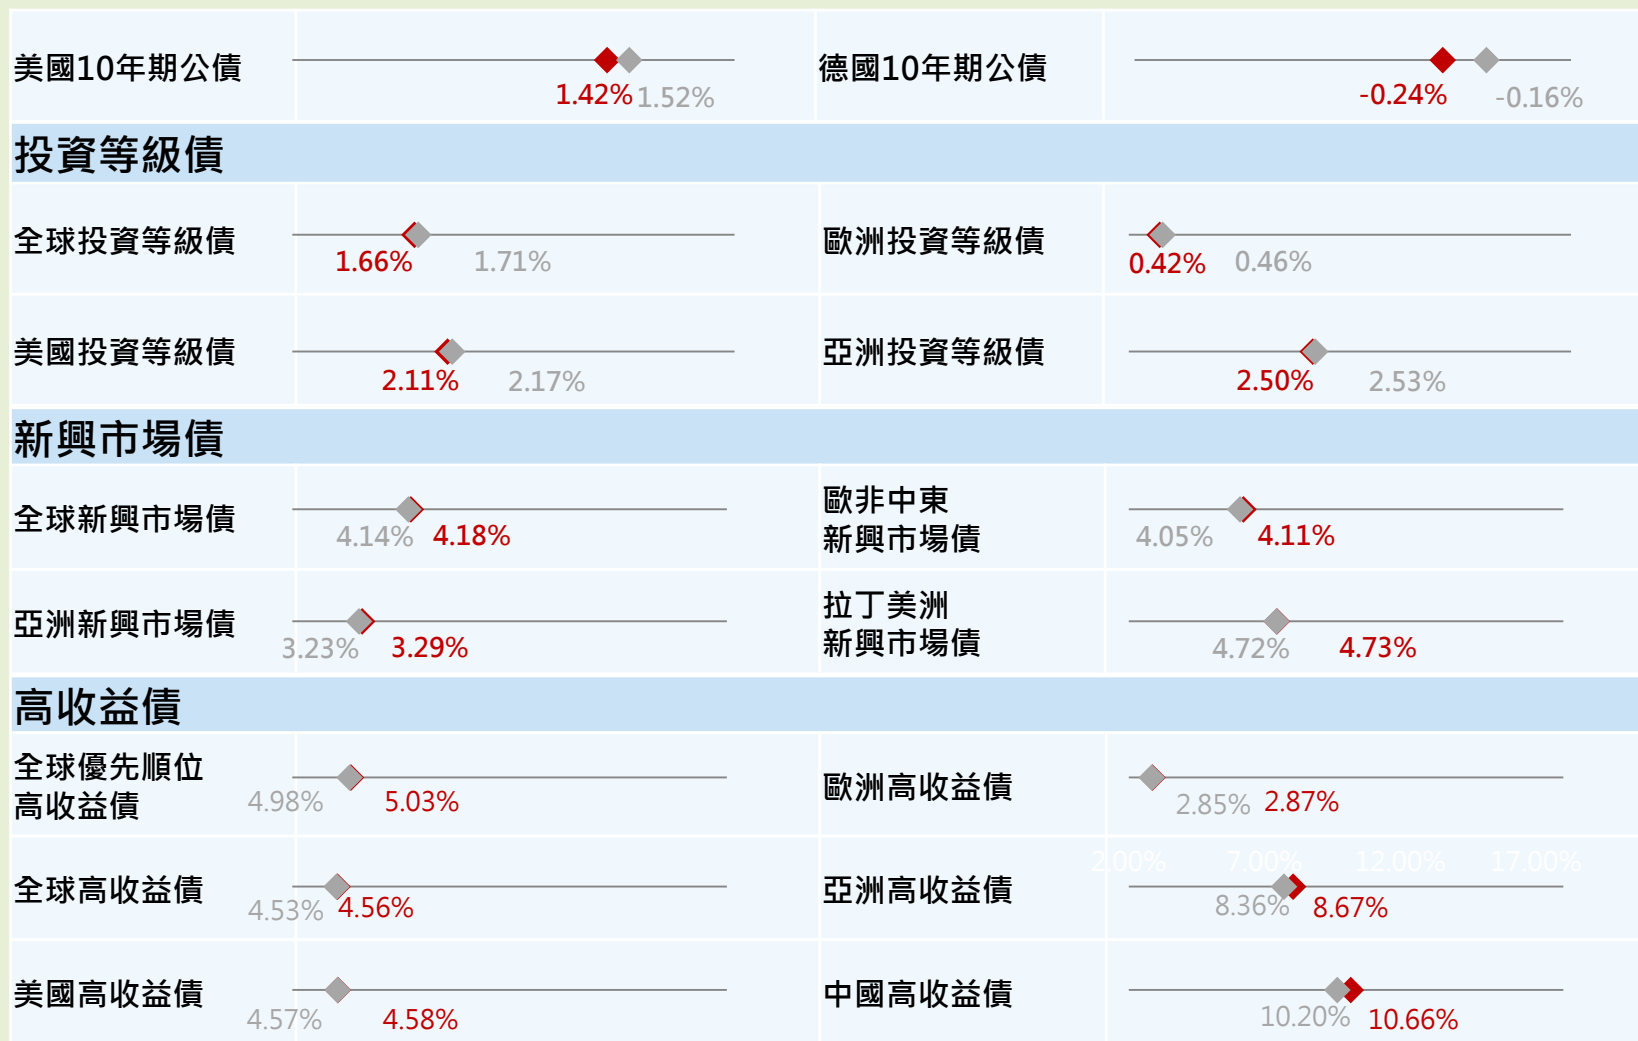 美國10年期公債
1.42% 1.52%
德國10年期公債
-0.24% -0.16%
投資等級債
全球投資等級債
1.66% 1.71%
歐洲投資等級債
0.42% 0.46%
美國投資等級債
2.11% 2.17%
亞洲投資等級債
2.50% 2.53%
新興市場債
全球新興市場債
4.14% 4.18%
歐非中東
新興市場債
4.05% 4.11%
亞洲新興市場債
3.23% 3.29%
拉丁美洲
新興市場債
4.72% 4.73%
高收益債
全球優先順位
高收益債
4.98% 5.03%
歐洲高收益債
2.85% 2.87%
全球高收益債
4.53% 4.56%
2.00% 7.00% 12.00% 17.00%
亞洲高收益債
8.36% 8.67%
美國高收益債
4.57% 4.58%
中國高收益債
10.20% 10.66%